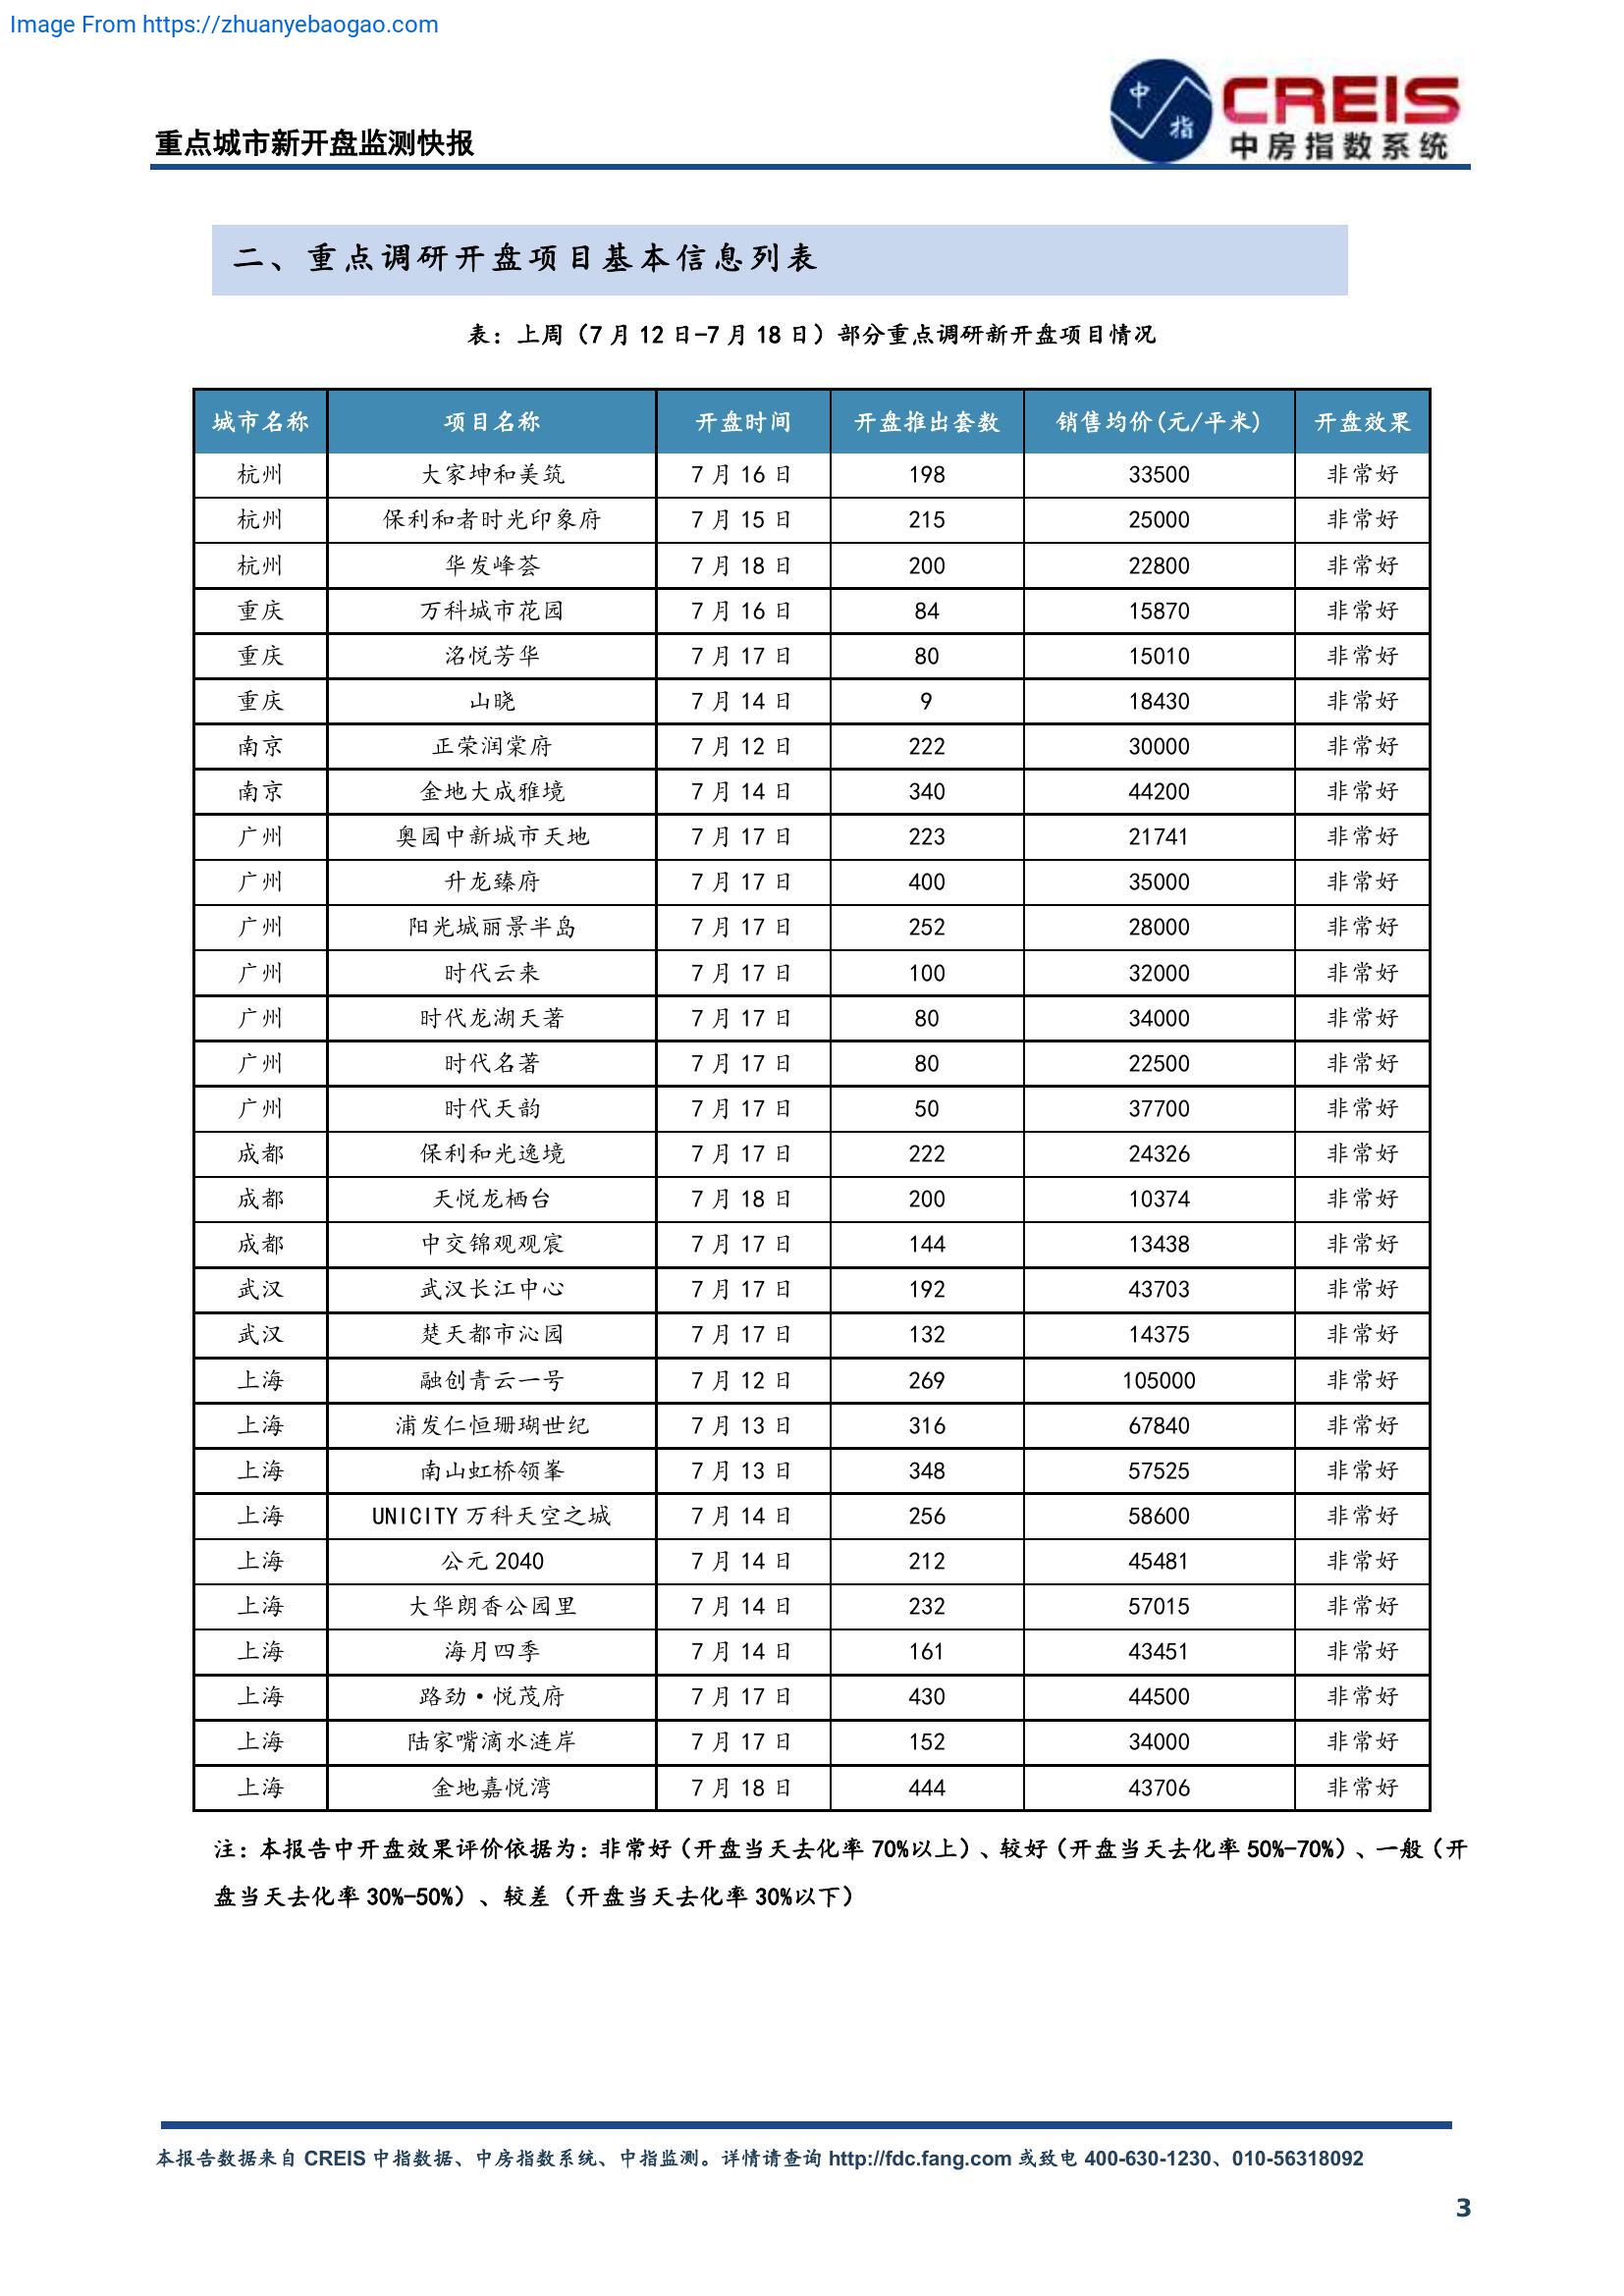 Image From https://zhuanyebaogao.com
中
指
CREIS
中房指数系统
重点城市新开盘监测快报
二、重点调研开盘项目基本信息列表
表：上周（7 月 12 日-7 月 18 日）部分重点调研新开盘项目情况
城市名称 项目名称 开盘时间 开盘推出套数 销售均价(元/平米) 开盘效果
杭州 大家坤和美筑 7 月 16 日 198 33500 非常好
杭州 保利和者时光印象府 7 月 15 日 215 25000 非常好
杭州 华发峰荟 7 月 18 日 200 22800 非常好
重庆 万科城市花园 7 月 16 日 84 15870 非常好
重庆 洺悦芳华 7 月 17 日 80 15010 非常好
重庆 山晓 7 月 14 日 9 18430 非常好
南京 正荣润棠府 7 月 12 日 222 30000 非常好
南京 金地大成雅境 7 月 14 日 340 44200 非常好
广州 奥园中新城市天地 7 月 17 日 223 21741 非常好
广州 升龙臻府 7 月 17 日 400 35000 非常好
广州 阳光城丽景半岛 7 月 17 日 252 28000 非常好
广州 时代云来 7 月 17 日 100 32000 非常好
广州 时代龙湖天著 7 月 17 日 80 34000 非常好
广州 时代名著 7 月 17 日 80 22500 非常好
广州 时代天韵 7 月 17 日 50 37700 非常好
成都 保利和光逸境 7 月 17 日 222 24326 非常好
成都 天悦龙栖台 7 月 18 日 200 10374 非常好
成都 中交锦观观宸 7 月 17 日 144 13438 非常好
武汉 武汉长江中心 7 月 17 日 192 43703 非常好
武汉 楚天都市沁园 7 月 17 日 132 14375 非常好
上海 融创青云一号 7 月 12 日 269 105000 非常好
上海 浦发仁恒珊瑚世纪 7 月 13 日 316 67840 非常好
上海 南山虹桥领峯 7 月 13 日 348 57525 非常好
上海 UNICITY 万科天空之城 7 月 14 日 256 58600 非常好
上海 公元 2040 7 月 14 日 212 45481 非常好
上海 大华朗香公园里 7 月 14 日 232 57015 非常好
上海 海月四季 7 月 14 日 161 43451 非常好
上海 路劲·悦茂府 7 月 17 日 430 44500 非常好
上海 陆家嘴滴水涟岸 7 月 17 日 152 34000 非常好
上海 金地嘉悦湾 7 月 18 日 444 43706 非常好
注：本报告中开盘效果评价依据为：非常好（开盘当天去化率 70%以上）、较好（开盘当天去化率 50%-70%）、一般（开
盘当天去化率 30%-50%）、较差（开盘当天去化率 30%以下）
本报告数据来自 CREIS 中指数据、中房指数系统、中指监测。详情请查询 http://fdc.fang.com 或致电 400-630-1230、010-56318092
3